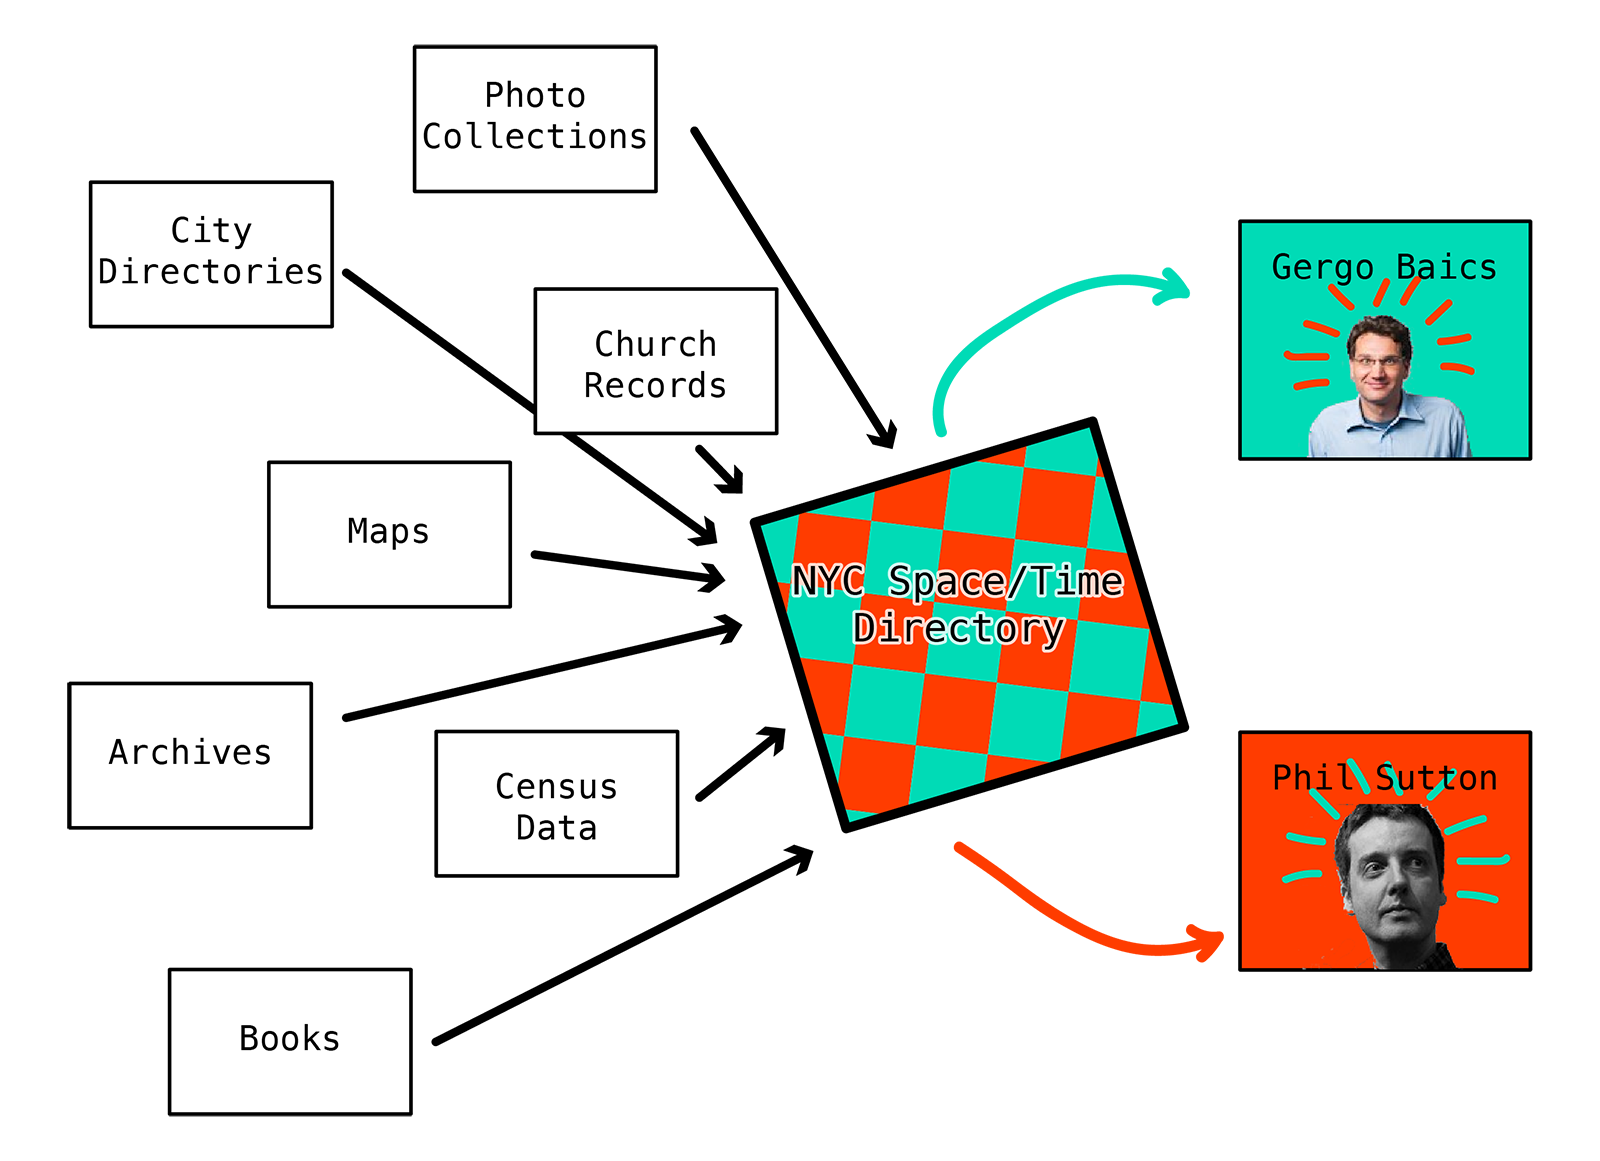 Photo
Collections
City
Directories
Church
Records
Maps
Archives
Census
Data
Books
NYC Space/Time
Directory
Gergo Baics
Phil Sutton